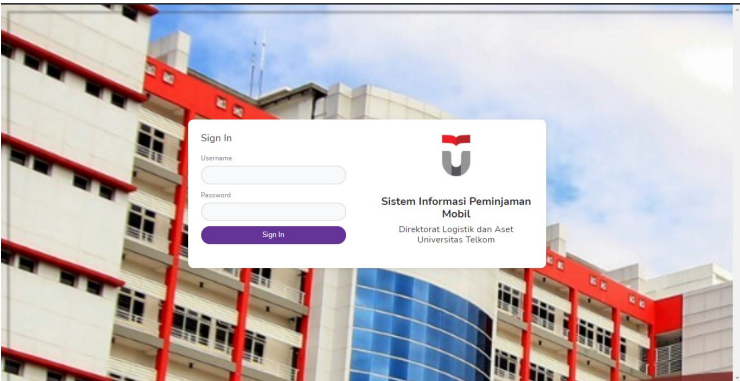 Sign In
Username
Password
Sign In
Sistem Informasi Peminjaman
Mobil
Direktorat Logistik dan Aset
Universitas Telkom